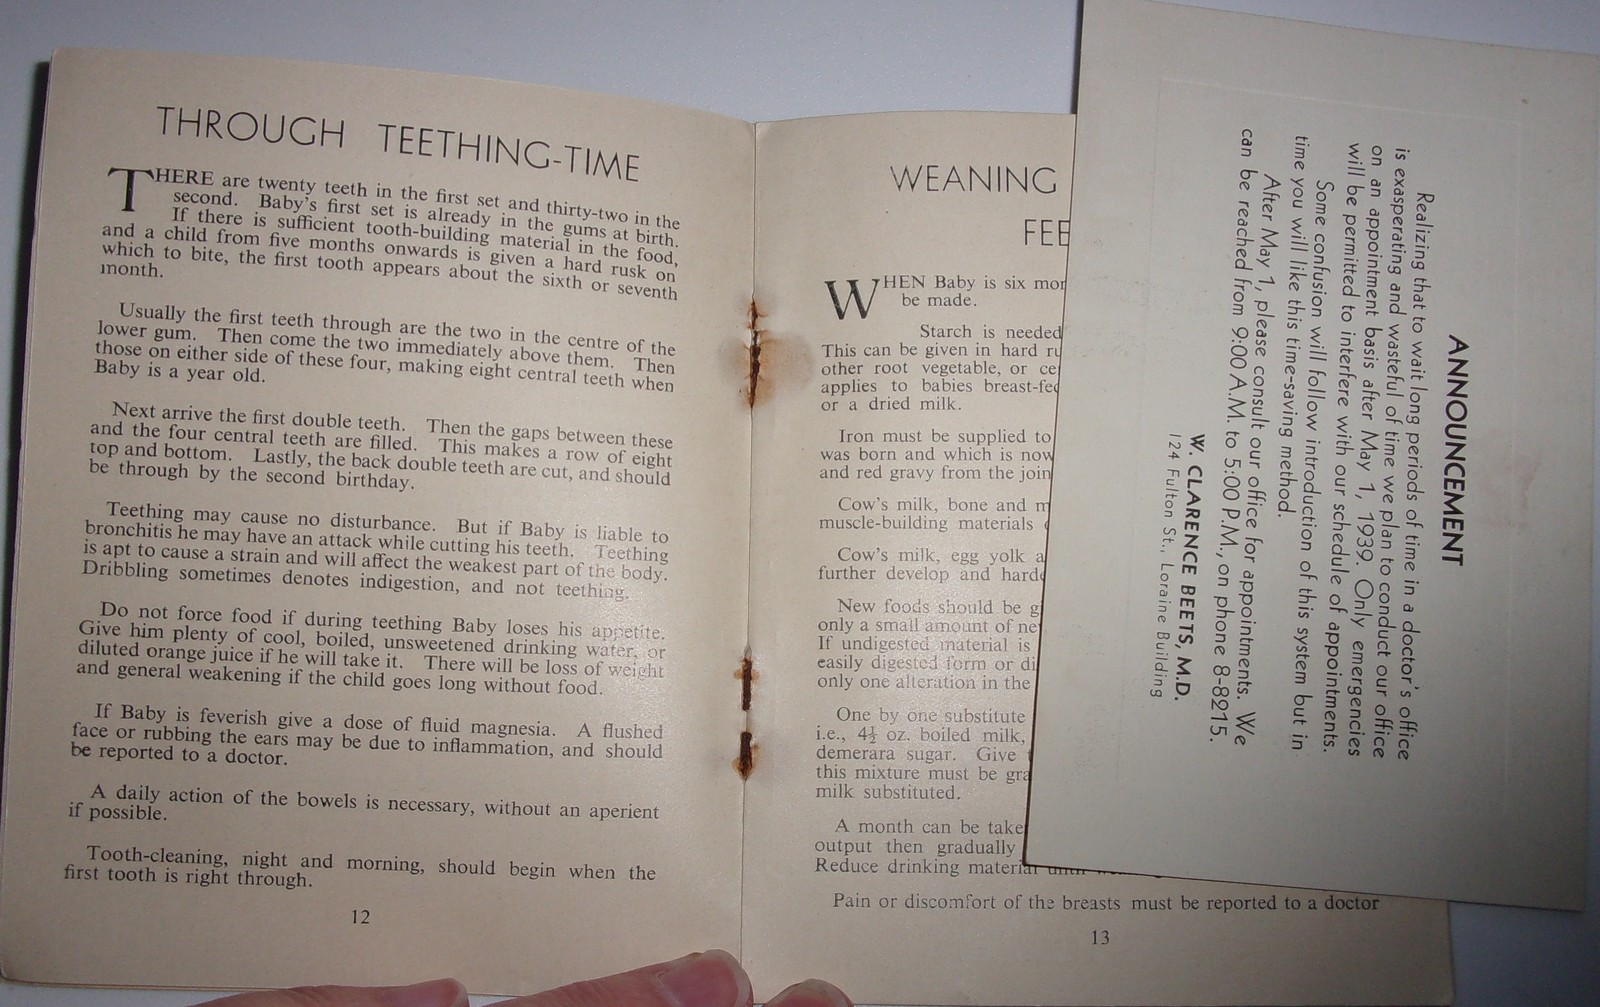 THROUGH TEETHING-TIME
THERE are twenty teeth in the first set and thirty-two in the
second. Baby's first set is already in the gums at birth.
If there is sufficient tooth-building material in the food,
and a child from five months onwards is given a hard rusk on
which to bite, the first tooth appears about the sixth or seventh
month.
Usually the first teeth through are the two in the centre of the
lower gum. Then come the two immediately above them. Then
those on either side of these four, making eight central teeth when
Baby is a year old.
Next arrive the first double teeth. Then the gaps between these
and the four central teeth are filled. This makes a row of eight
top and bottom. Lastly, the back double teeth are cut, and should
be through by the second birthday.
Teething may cause no disturbance. But if Baby is liable to
bronchitis he may have an attack while cutting his teeth. Teething
is apt to cause a strain and will affect the weakest part of the body.
Dribbling sometimes denotes indigestion, and not teething.
Do not force food if during teething Baby loses his appetite.
Give him plenty of cool, boiled, unsweetened drinking water, or
diluted orange juice if he will take it. There will be loss of weight
and general weakening if the child goes long without food.
If Baby is feverish give a dose of fluid magnesia. A flushed
face or rubbing the ears may be due to inflammation, and should
be reported to a doctor.
A daily action of the bowels is necessary, without an aperient
if possible.
Tooth-cleaning, night and morning, should begin when the
first tooth is right through.
12
WEANING
FEE
WHEN Baby is six mon
be made.
Starch is needed
This can be given in hard ru
other root vegetable, or ce
applies to babies breast-fed
or a dried milk.
Iron must be supplied to
was born and which is now
and red gravy from the join
Cow's milk, bone and m
muscle-building materials
Cow's milk, egg yolk a
further develop and harde
New foods should be g
only a small amount of ne
If undigested material is
easily digested form or di
only one alteration in the
One by one substitute
i.e., 4½ oz. boiled milk,
demerara sugar. Give
this mixture must be gra
milk substituted.
A month can be take
output then gradually
Reduce drinking material until
Pain or discomfort of the breasts must be reported to a doctor
13
ANNOUNCEMENT
Realizing that to wait long periods of time in a doctor's office
is exasperating and wasteful of time we plan to conduct our office
on an appointment basis after May 1, 1939. Only emergencies
will be permitted to interfere with our schedule of appointments.
Some confusion will follow introduction of this system but in
time you will like this time-saving method.
After May 1, please consult our office for appointments. We
can be reached from 9:00 A.M. to 5:00 P.M., on phone 8-8215.
W. CLARENCE BEETS, M.D.
124 Fulton St., Loraine Building